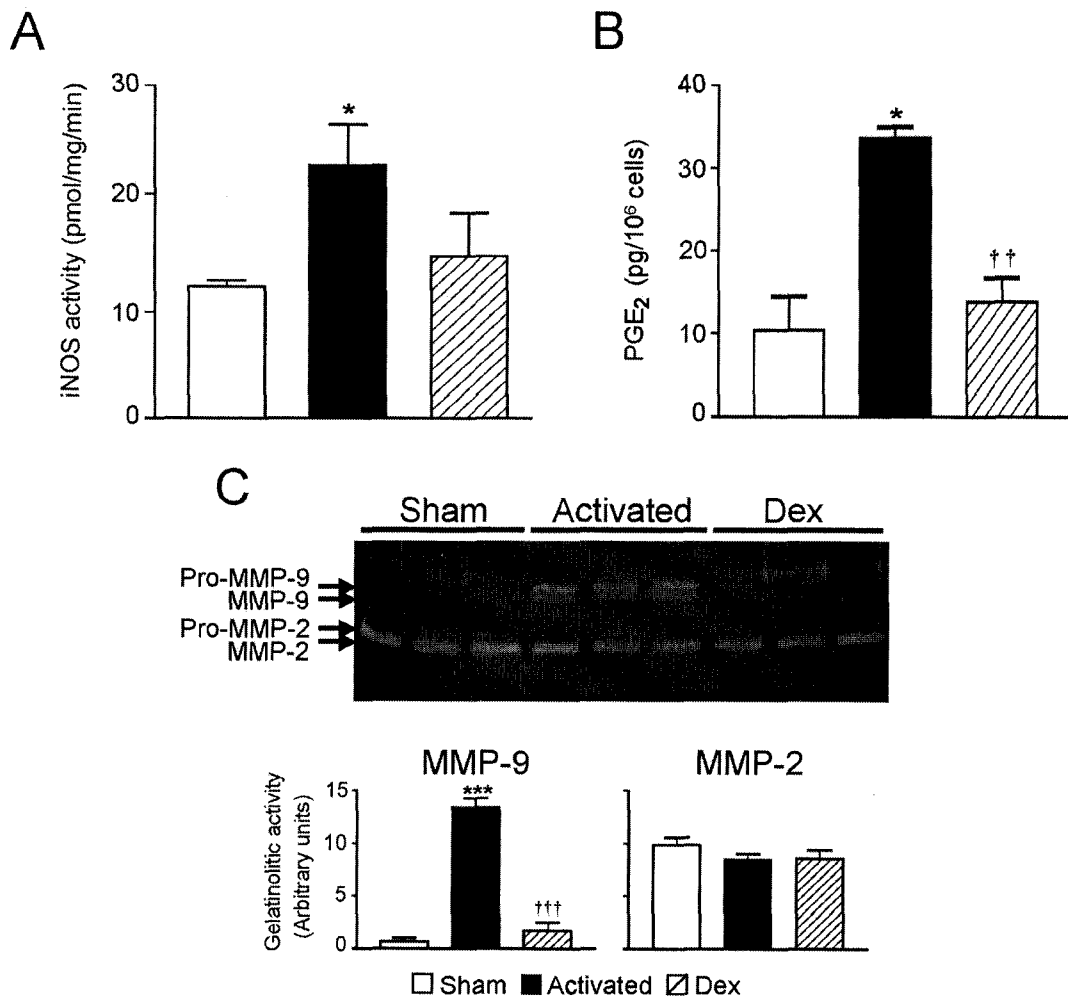 A
iNOS activity (pmol/mg/min)
30
20
10
0
*
B
PGE2 (pg/10⁶ cells)
40
30
20
10
0
*
††
C
Sham Activated Dex
Pro-MMP-9
MMP-9
Pro-MMP-2
MMP-2
MMP-9
Gelatinolitic activity
(Arbitrary units)
15
10
5
0
***
†††
MMP-2
Sham Activated Dex